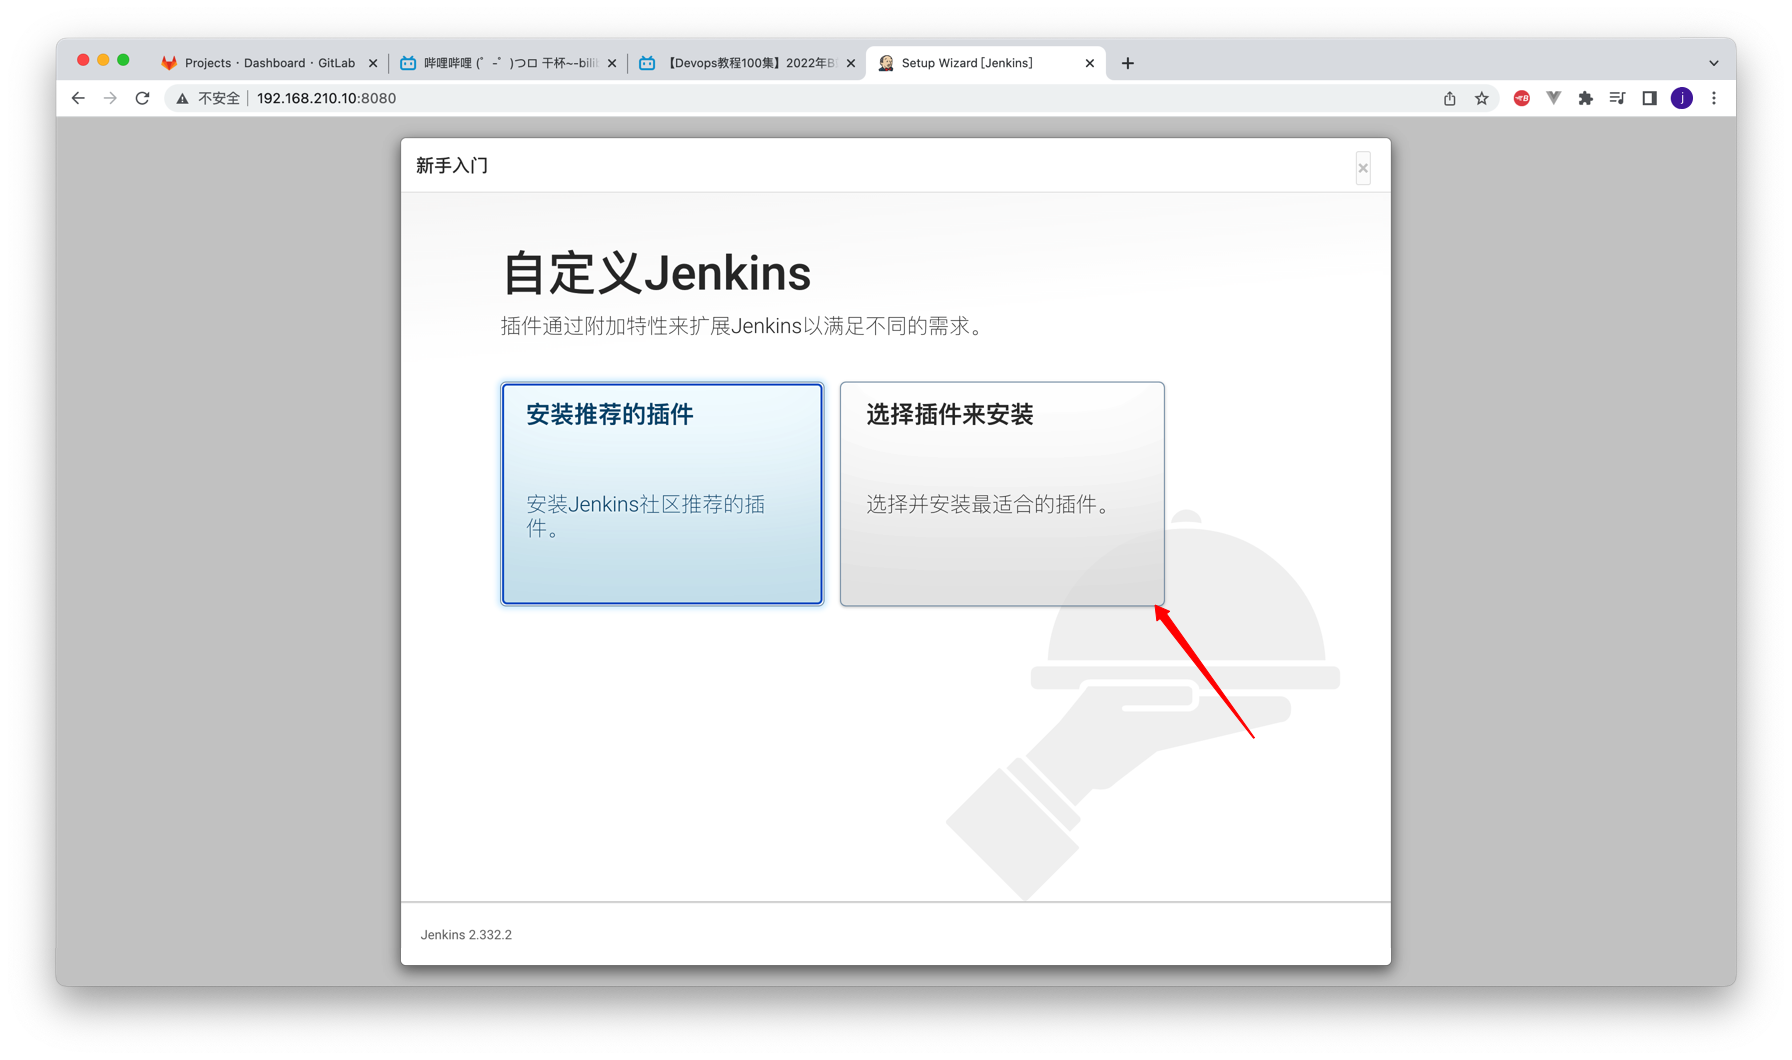 Projects · Dashboard · GitLab
哔哩哔哩 (゜-゜)つロ 干杯~-bili
【Devops教程100集】2022年B
Setup Wizard [Jenkins]
不安全
192.168.210.10:8080
j
新手入门
×
自定义Jenkins
插件通过附加特性来扩展Jenkins以满足不同的需求。
安装推荐的插件
安装Jenkins社区推荐的插
件。
选择插件来安装
选择并安装最适合的插件。
Jenkins 2.332.2